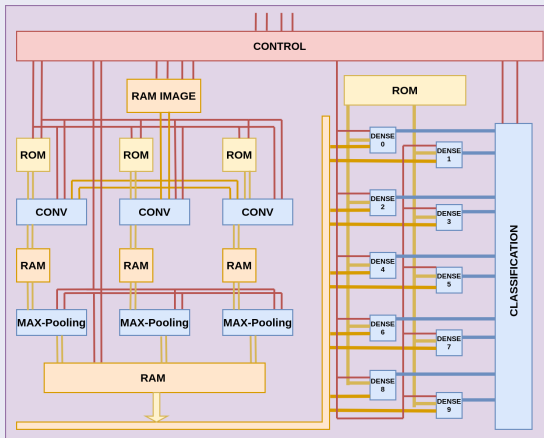 CONTROL
RAM IMAGE
ROM
ROM
ROM
ROM
CONV
CONV
CONV
RAM
RAM
RAM
MAX-Pooling
MAX-Pooling
MAX-Pooling
RAM
DENSE
0
DENSE
1
DENSE
2
DENSE
3
DENSE
4
DENSE
5
DENSE
6
DENSE
7
DENSE
8
DENSE
9
CLASSIFICATION